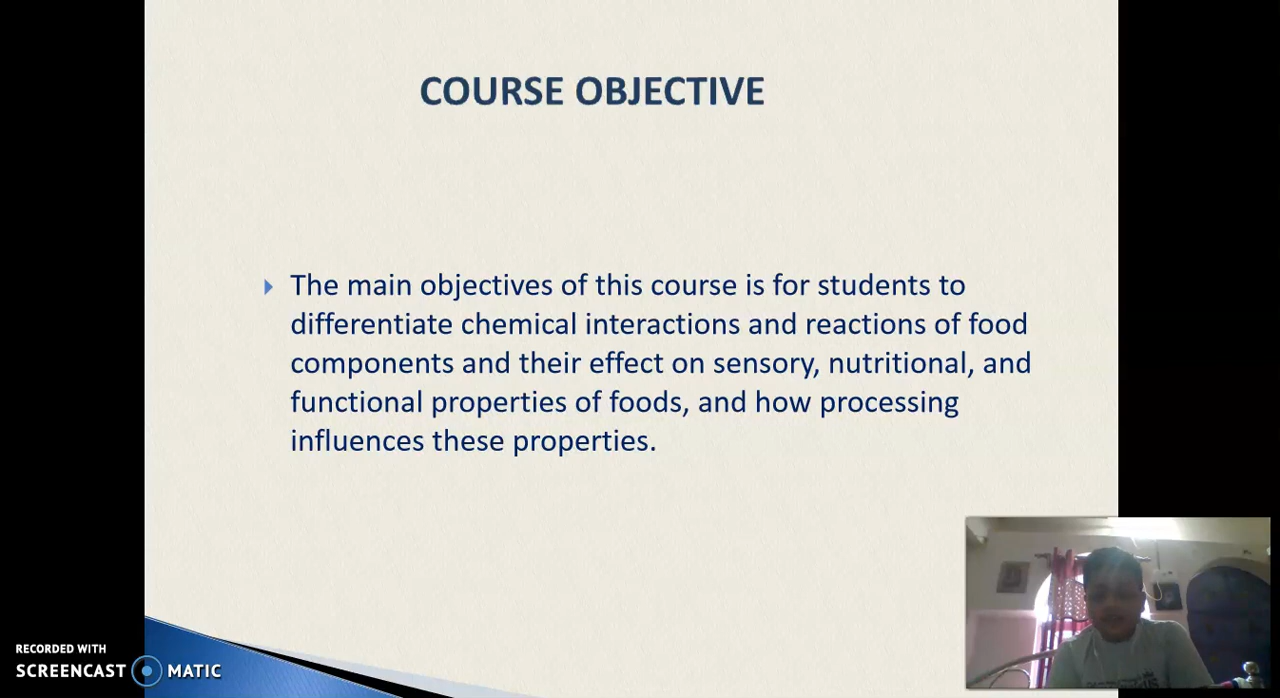 COURSE OBJECTIVE
The main objectives of this course is for students to
differentiate chemical interactions and reactions of food
components and their effect on sensory, nutritional, and
functional properties of foods, and how processing
influences these properties.
RECORDED WITH
SCREENCAST MATIC